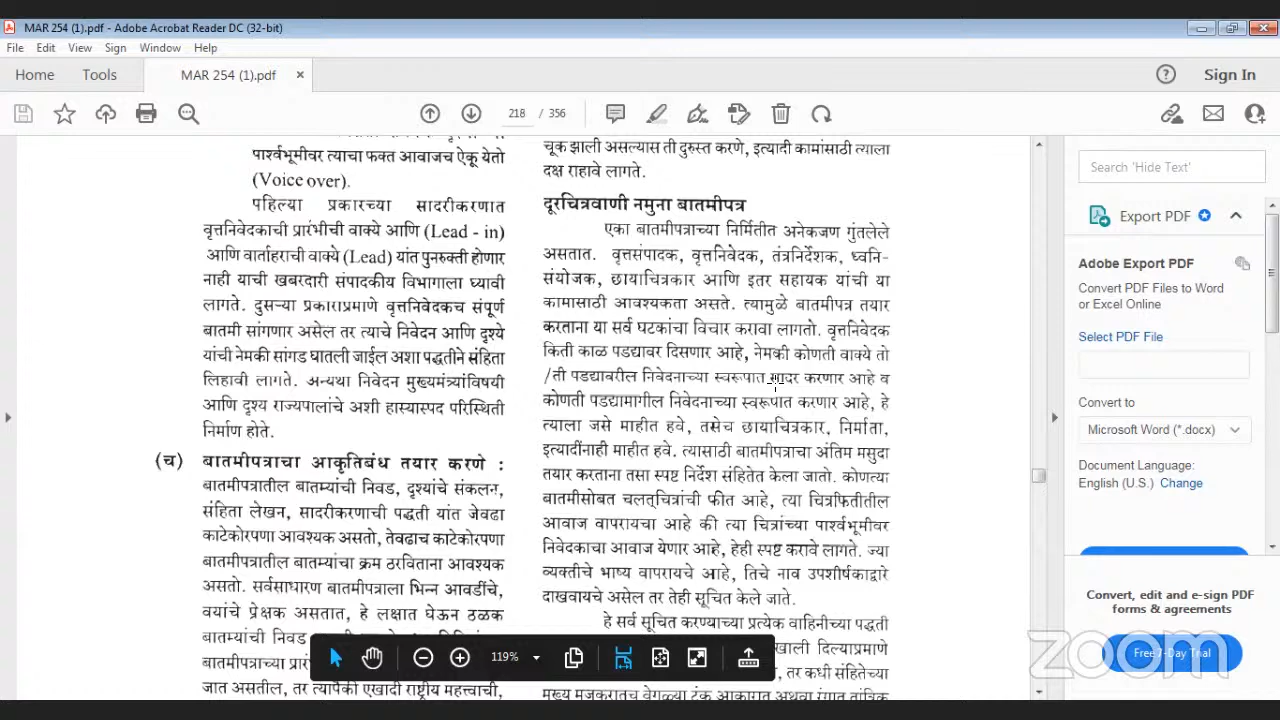 MAR 254 (1).pdf - Adobe Acrobat Reader DC (32-bit)
File Edit View Sign Window Help
Home Tools MAR 254 (1).pdf × Sign In
218 / 356
पार्श्वभूमीवर त्याचा फक्त आवाजच ऐकू येतो
(Voice over).
पहिल्या प्रकारच्या सादरीकरणात
वृत्तनिवेदकाची प्रारंभीची वाक्ये आणि (Lead - in)
आणि वार्ताहराची वाक्ये (Lead) यांत पुनरुक्ती होणार
नाही याची खबरदारी संपादकीय विभागाला घ्यावी
लागते. दुसऱ्या प्रकाराप्रमाणे वृत्तनिवेदकच संपूर्ण
बातमी सांगणार असेल तर त्याचे निवेदन आणि दृश्ये
यांची नेमकी सांगड घातली जाईल अशा पद्धतीने संहिता
लिहावी लागते. अन्यथा निवेदन मुख्यमंत्र्यांविषयी
आणि दृश्य राज्यपालांचे अशी हास्यास्पद परिस्थिती
निर्माण होते.
(च) बातमीपत्राचा आकृतिबंध तयार करणे :
बातमीपत्रातील बातम्यांची निवड, दृश्यांचे संकलन,
संहिता लेखन, सादरीकरणाची पद्धती यांत जेवढा
काटेकोरपणा आवश्यक असतो, तेवढाच काटेकोरपणा
बातमीपत्रातील बातम्यांचा क्रम ठरविताना आवश्यक
असतो. सर्वसाधारण बातमीपत्राला भिन्न आवडींचे,
वयांचे प्रेक्षक असतात, हे लक्षात घेऊन ठळक
बातम्यांची निवड
बातमीपत्राच्या
जात असतील, तर त्यापैकी एखादी राष्ट्रीय महत्त्वाची,
चूक झाली असल्यास ती दुरुस्त करणे, इत्यादी कामांसाठी त्याला
दक्ष राहावे लागते.
दूरचित्रवाणी नमुना बातमीपत्र
एका बातमीपत्राच्या निर्मितीत अनेकजण गुंतलेले
असतात. वृत्तसंपादक, वृत्तनिवेदक, तंत्रनिर्देशक, ध्वनि-
संयोजक, छायाचित्रकार आणि इतर सहायक यांची या
कामासाठी आवश्यकता असते. त्यामुळे बातमीपत्र तयार
करताना या सर्व घटकांचा विचार करावा लागतो. वृत्तनिवेदक
किती काळ पडद्यावर दिसणार आहे, नेमकी कोणती वाक्ये तो
/ती पडद्यावरील निवेदनाच्या स्वरूपात सादर करणार आहे व
कोणती पडद्यामागील निवेदनाच्या स्वरूपात करणार आहे, हे
त्याला जसे माहीत हवे, तसेच छायाचित्रकार, निर्माता,
इत्यादींनाही माहीत हवे. त्यासाठी बातमीपत्राचा अंतिम मसुदा
तयार करताना तसा स्पष्ट निर्देश संहितेत केला जातो. कोणत्या
बातमीसोबत चलत्चित्रांची फीत आहे, त्या चित्रफितीतील
आवाज वापरायचा आहे की त्या चित्रांच्या पार्श्वभूमीवर
निवेदकाचा आवाज येणार आहे, हेही स्पष्ट करावे लागते. ज्या
व्यक्तीचे भाष्य वापरायचे आहे, तिचे नाव उपशीर्षकाद्वारे
दाखवायचे असेल तर तेही सूचित केले जाते.
हे सर्व सूचित करण्याच्या प्रत्येक वाहिनीच्या पद्धती
खाली दिल्याप्रमाणे
तर कधी संहितेच्या
मुख्य मजकुरातच वेगळ्या टंक आकारात अथवा रंगात तांत्रिक
119%
Search 'Hide Text'
Export PDF
Adobe Export PDF
Convert PDF Files to Word
or Excel Online
Select PDF File
Convert to
Microsoft Word (*.docx)
Document Language:
English (U.S.) Change
Convert, edit and e-sign PDF
forms & agreements
Free 7-Day Trial
zoom